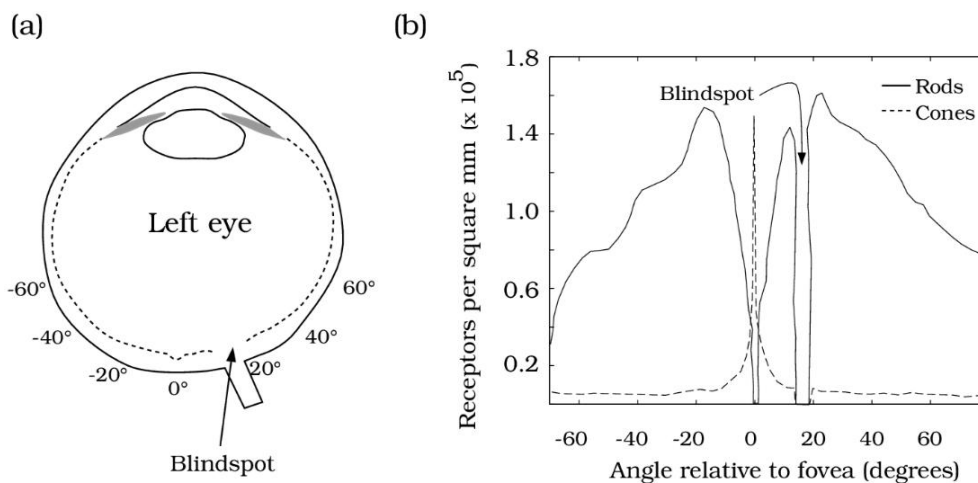 (a)
Left eye
-60°
-40°
-20°
0°
20°
40°
60°
Blindspot
(b)
Receptors per square mm (x 10⁵)
1.8
1.4
1.0
0.6
0.2
Blindspot
Rods
Cones
-60 -40 -20 0 20 40 60
Angle relative to fovea (degrees)